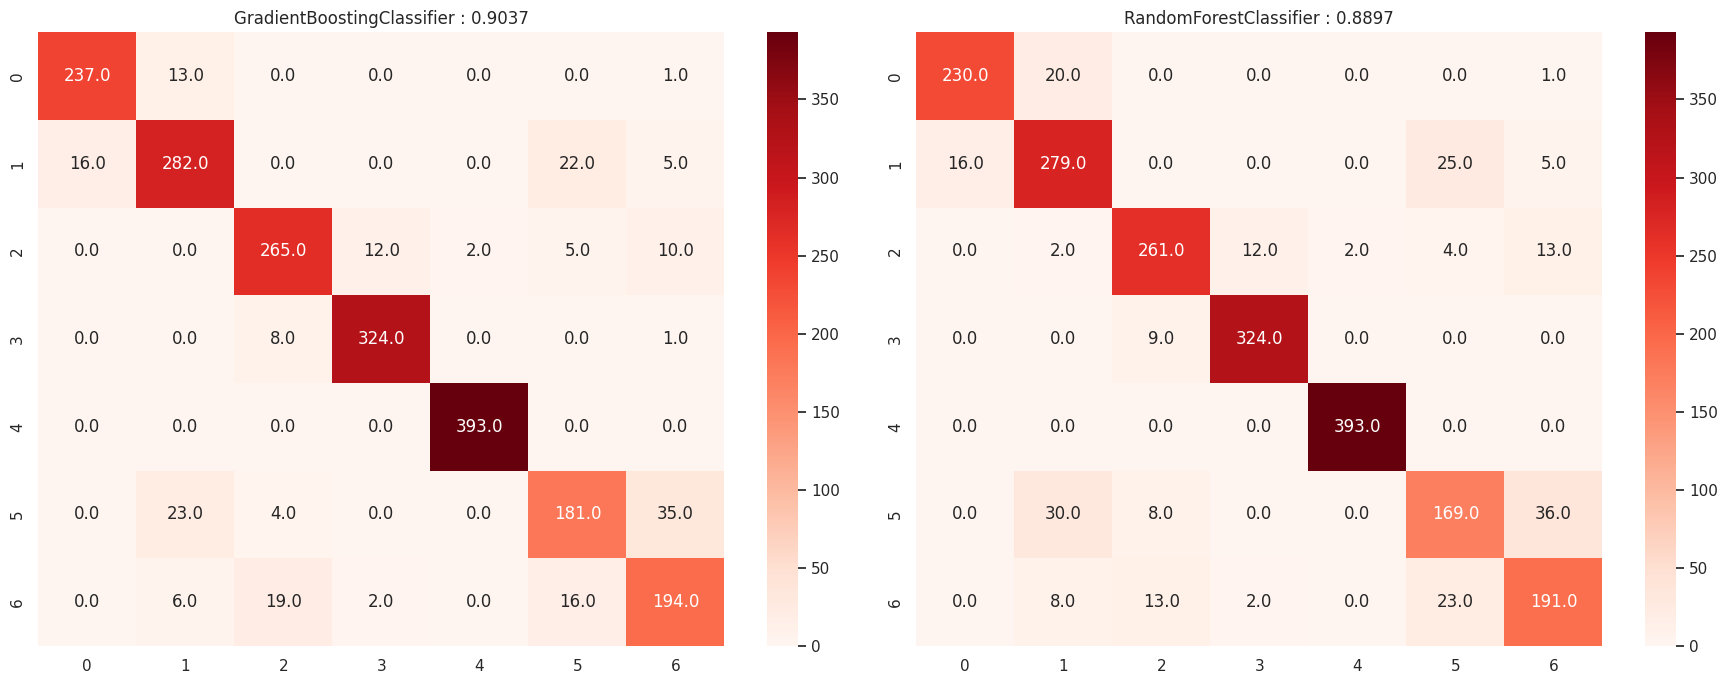 GradientBoostingClassifier : 0.9037
0 237.0 13.0 0.0 0.0 0.0 0.0 1.0
1 16.0 282.0 0.0 0.0 0.0 22.0 5.0
2 0.0 0.0 265.0 12.0 2.0 5.0 10.0
3 0.0 0.0 8.0 324.0 0.0 0.0 1.0
4 0.0 0.0 0.0 0.0 393.0 0.0 0.0
5 0.0 23.0 4.0 0.0 0.0 181.0 35.0
6 0.0 6.0 19.0 2.0 0.0 16.0 194.0
0 1 2 3 4 5 6
350
300
250
200
150
100
50
0
RandomForestClassifier : 0.8897
0 230.0 20.0 0.0 0.0 0.0 0.0 1.0
1 16.0 279.0 0.0 0.0 0.0 25.0 5.0
2 0.0 2.0 261.0 12.0 2.0 4.0 13.0
3 0.0 0.0 9.0 324.0 0.0 0.0 0.0
4 0.0 0.0 0.0 0.0 393.0 0.0 0.0
5 0.0 30.0 8.0 0.0 0.0 169.0 36.0
6 0.0 8.0 13.0 2.0 0.0 23.0 191.0
0 1 2 3 4 5 6
350
300
250
200
150
100
50
0